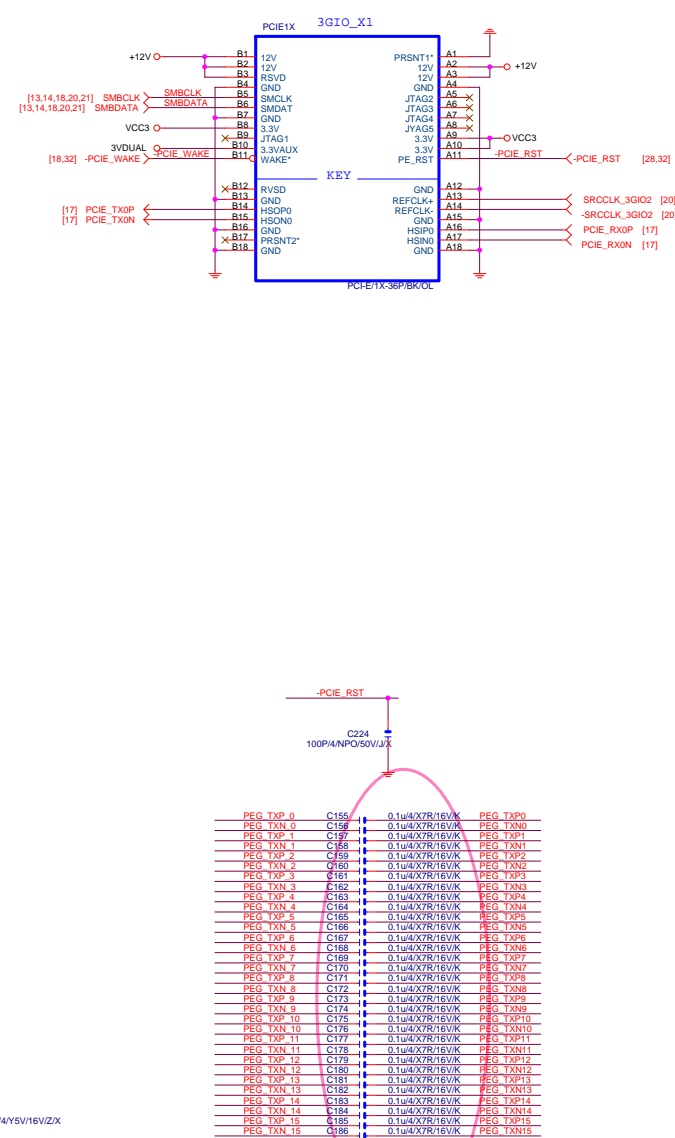 PCIE1X 3GIO_X1
+12V B1 12V PRSNT1* A1
B2 12V 12V A2 +12V
B3 RSVD 12V A3
B4 GND GND A4
[13,14,18,20,21] SMBCLK SMBCLK B5 SMCLK JTAG2 A5
[13,14,18,20,21] SMBDATA SMBDATA B6 SMDAT JTAG3 A6
B7 GND JTAG4 A7
VCC3 B8 3.3V JYAG5 A8
B9 JTAG1 3.3V A9 VCC3
3VDUAL B10 3.3VAUX 3.3V A10
[18,32] -PCIE_WAKE -PCIE_WAKE B11 WAKE* PE_RST A11 -PCIE_RST -PCIE_RST [28,32]
KEY
B12 RVSD GND A12
B13 GND REFCLK+ A13 SRCCLK_3GIO2 [20]
[17] PCIE_TX0P B14 HSOP0 REFCLK- A14 -SRCCLK_3GIO2 [20
[17] PCIE_TX0N B15 HSON0 GND A15
B16 GND HSIP0 A16 PCIE_RX0P [17]
B17 PRSNT2* HSIN0 A17 PCIE_RX0N [17]
B18 GND GND A18
PCI-E/1X-36P/BK/OL
-PCIE_RST
C224
100P/4/NPO/50V/J/X
PEG_TXP_0 C155 0.1u/4/X7R/16V/K PEG_TXP0
PEG_TXN_0 C156 0.1u/4/X7R/16V/K PEG_TXN0
PEG_TXP_1 C157 0.1u/4/X7R/16V/K PEG_TXP1
PEG_TXN_1 C158 0.1u/4/X7R/16V/K PEG_TXN1
PEG_TXP_2 C159 0.1u/4/X7R/16V/K PEG_TXP2
PEG_TXN_2 C160 0.1u/4/X7R/16V/K PEG_TXN2
PEG_TXP_3 C161 0.1u/4/X7R/16V/K PEG_TXP3
PEG_TXN_3 C162 0.1u/4/X7R/16V/K PEG_TXN3
PEG_TXP_4 C163 0.1u/4/X7R/16V/K PEG_TXP4
PEG_TXN_4 C164 0.1u/4/X7R/16V/K PEG_TXN4
PEG_TXP_5 C165 0.1u/4/X7R/16V/K PEG_TXP5
PEG_TXN_5 C166 0.1u/4/X7R/16V/K PEG_TXN5
PEG_TXP_6 C167 0.1u/4/X7R/16V/K PEG_TXP6
PEG_TXN_6 C168 0.1u/4/X7R/16V/K PEG_TXN6
PEG_TXP_7 C169 0.1u/4/X7R/16V/K PEG_TXP7
PEG_TXN_7 C170 0.1u/4/X7R/16V/K PEG_TXN7
PEG_TXP_8 C171 0.1u/4/X7R/16V/K PEG_TXP8
PEG_TXN_8 C172 0.1u/4/X7R/16V/K PEG_TXN8
PEG_TXP_9 C173 0.1u/4/X7R/16V/K PEG_TXP9
PEG_TXN_9 C174 0.1u/4/X7R/16V/K PEG_TXN9
PEG_TXP_10 C175 0.1u/4/X7R/16V/K PEG_TXP10
PEG_TXN_10 C176 0.1u/4/X7R/16V/K PEG_TXN10
PEG_TXP_11 C177 0.1u/4/X7R/16V/K PEG_TXP11
PEG_TXN_11 C178 0.1u/4/X7R/16V/K PEG_TXN11
PEG_TXP_12 C179 0.1u/4/X7R/16V/K PEG_TXP12
PEG_TXN_12 C180 0.1u/4/X7R/16V/K PEG_TXN12
PEG_TXP_13 C181 0.1u/4/X7R/16V/K PEG_TXP13
PEG_TXN_13 C182 0.1u/4/X7R/16V/K PEG_TXN13
PEG_TXP_14 C183 0.1u/4/X7R/16V/K PEG_TXP14
PEG_TXN_14 C184 0.1u/4/X7R/16V/K PEG_TXN14
/4/Y5V/16V/Z/X PEG_TXP_15 C185 0.1u/4/X7R/16V/K PEG_TXP15
PEG_TXN_15 C186 0.1u/4/X7R/16V/K PEG_TXN15